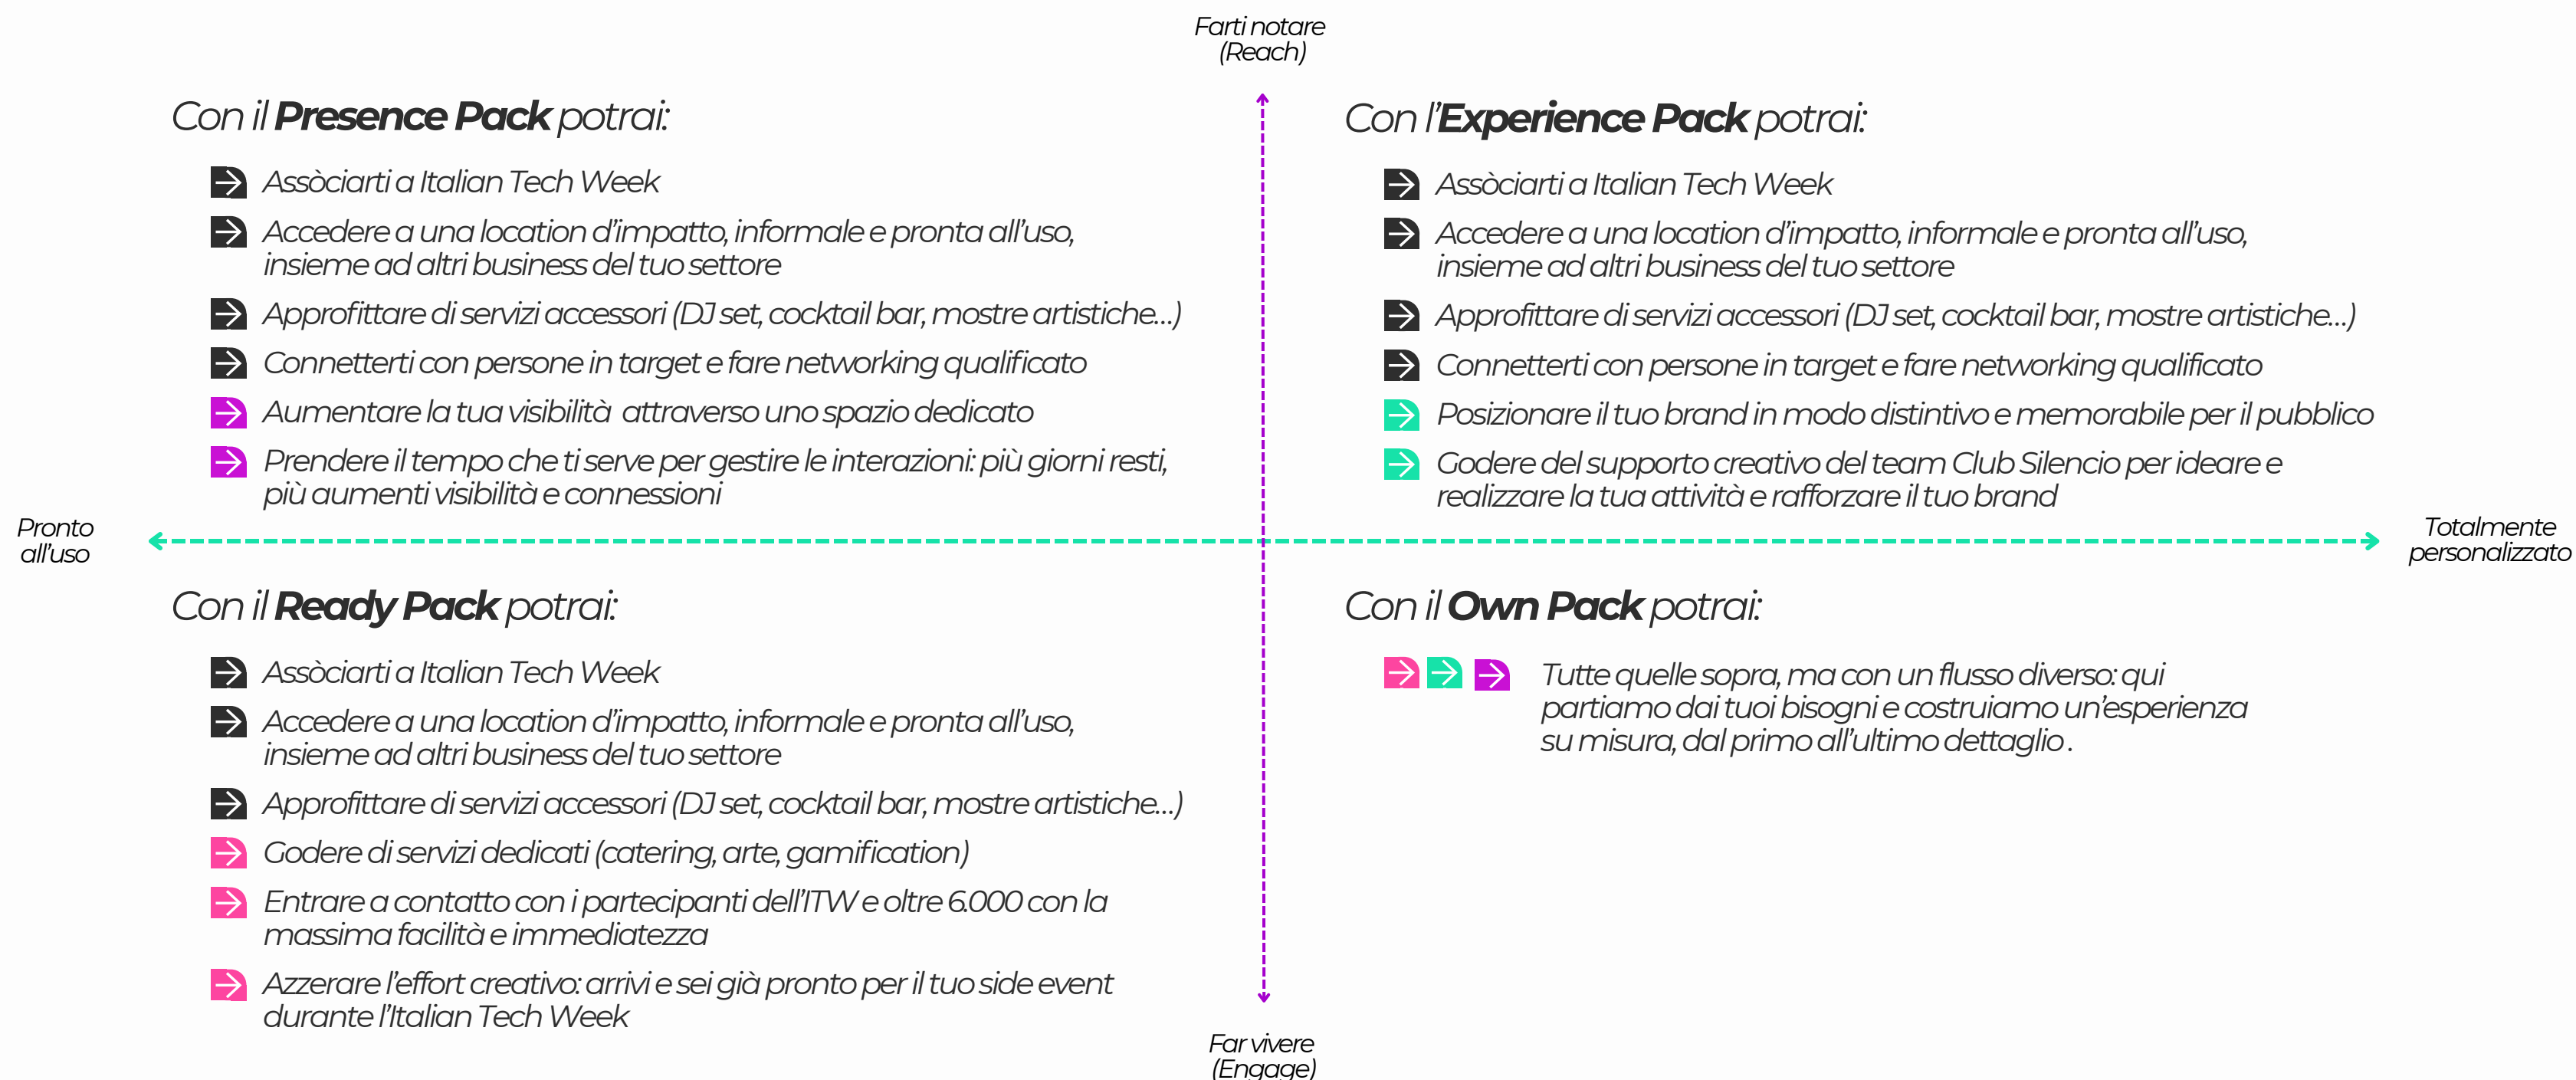 Farti notare
(Reach)
Con il Presence Pack potrai:
Assòciarti a Italian Tech Week
Accedere a una location d'impatto, informale e pronta all'uso,
insieme ad altri business del tuo settore
Approfittare di servizi accessori (DJ set, cocktail bar, mostre artistiche...)
Connetterti con persone in target e fare networking qualificato
Aumentare la tua visibilità attraverso uno spazio dedicato
Prendere il tempo che ti serve per gestire le interazioni: più giorni resti,
più aumenti visibilità e connessioni
Con l'Experience Pack potrai:
Assòciarti a Italian Tech Week
Accedere a una location d'impatto, informale e pronta all'uso,
insieme ad altri business del tuo settore
Approfittare di servizi accessori (DJ set, cocktail bar, mostre artistiche...)
Connetterti con persone in target e fare networking qualificato
Posizionare il tuo brand in modo distintivo e memorabile per il pubblico
Godere del supporto creativo del team Club Silencio per ideare e
realizzare la tua attività e rafforzare il tuo brand
Pronto
all'uso
Totalmente
personalizzato
Con il Ready Pack potrai:
Assòciarti a Italian Tech Week
Accedere a una location d'impatto, informale e pronta all'uso,
insieme ad altri business del tuo settore
Approfittare di servizi accessori (DJ set, cocktail bar, mostre artistiche...)
Godere di servizi dedicati (catering, arte, gamification)
Entrare a contatto con i partecipanti dell'ITW e oltre 6.000 con la
massima facilità e immediatezza
Azzerare l'effort creativo: arrivi e sei già pronto per il tuo side event
durante l'Italian Tech Week
Con il Own Pack potrai:
Tutte quelle sopra, ma con un flusso diverso: qui
partiamo dai tuoi bisogni e costruiamo un'esperienza
su misura, dal primo all'ultimo dettaglio .
Far vivere
(Engage)